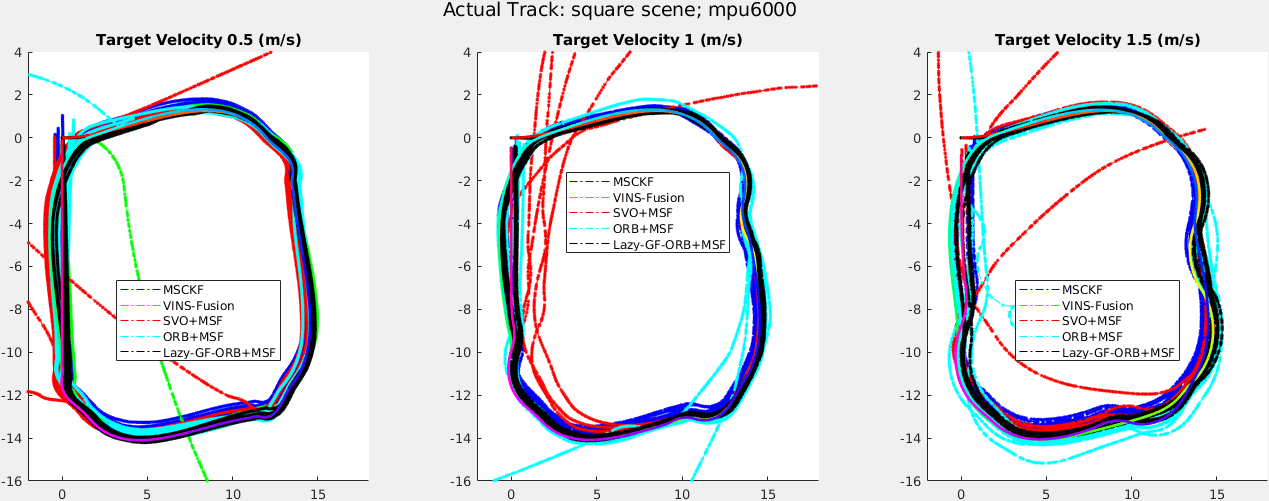 Actual Track: square scene; mpu6000
Target Velocity 0.5 (m/s)
4
2
0
-2
-4
-6
-8
-10
-12
-14
-16
0
5
10
15
MSCKF
VINS-Fusion
SVO+MSF
ORB+MSF
Lazy-GF-ORB+MSF
Target Velocity 1 (m/s)
4
2
0
-2
-4
-6
-8
-10
-12
-14
-16
0
5
10
15
MSCKF
VINS-Fusion
SVO+MSF
ORB+MSF
Lazy-GF-ORB+MSF
Target Velocity 1.5 (m/s)
4
2
0
-2
-4
-6
-8
-10
-12
-14
-16
0
5
10
15
MSCKF
VINS-Fusion
SVO+MSF
ORB+MSF
Lazy-GF-ORB+MSF